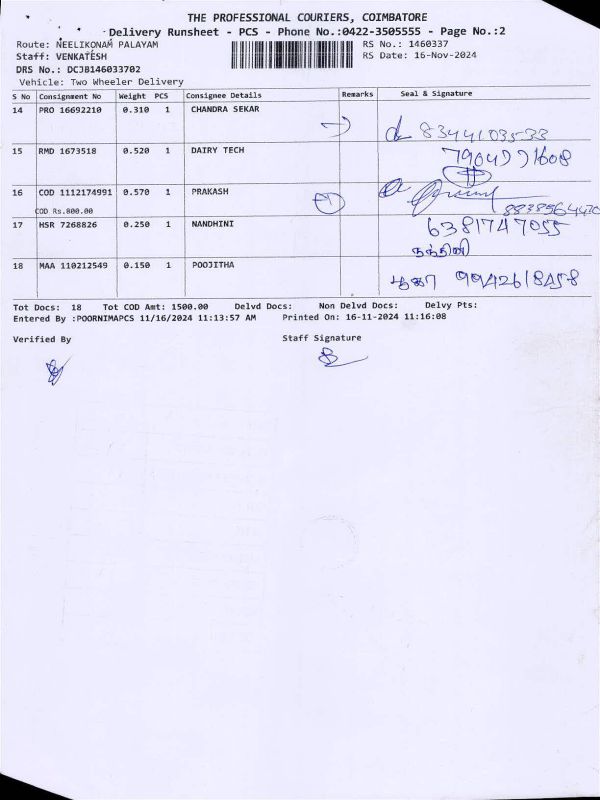 THE PROFESSIONAL COURIERS, COIMBATORE
Delivery Runsheet - PCS - Phone No.:0422-3505555 - Page No.:2
Route: NEELIKONAM PALAYAM RS No.: 1460337
Staff: VENKATESH RS Date: 16-Nov-2024
DRS No.: DCJB146033702
Vehicle: Two Wheeler Delivery
S No Consignment No Weight PCS Consignee Details Remarks Seal & Signature
14 PRO 16692210 0.310 1 CHANDRA SEKAR
8344103533
15 RMD 1673518 0.520 1 DAIRY TECH
16 COD 1112174991 0.570 1 PRAKASH
COD Rs.800.00
17 HSR 7268826 0.250 1 NANDHINI 6381747055
நந்தினி
18 MAA 110212549 0.150 1 POOJITHA
பூஜா 9942618458
Tot Docs: 18 Tot COD Amt: 1500.00 Delvd Docs: Non Delvd Docs: Delvy Pts:
Entered By :POORNIMAPCS 11/16/2024 11:13:57 AM Printed On: 16-11-2024 11:16:08
Verified By Staff Signature